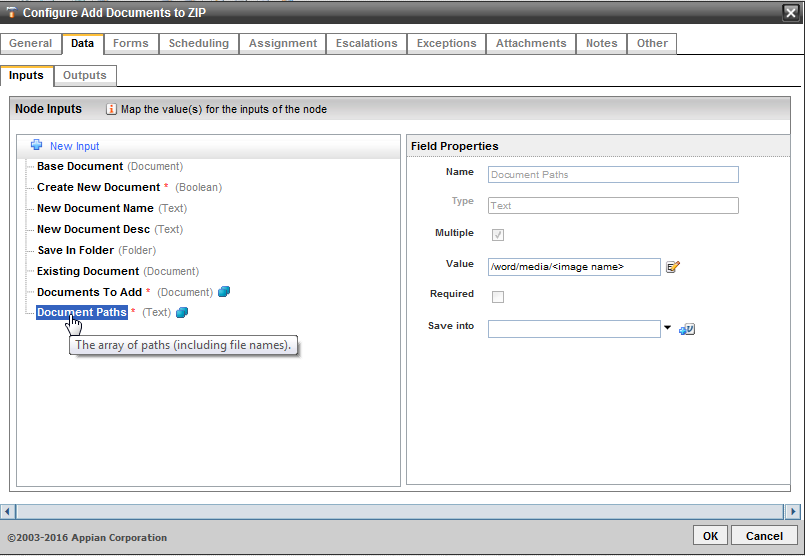 Configure Add Documents to ZIP
General Data Forms Scheduling Assignment Escalations Exceptions Attachments Notes Other
Inputs Outputs
Node Inputs i Map the value(s) for the inputs of the node
New Input
Base Document (Document)
Create New Document * (Boolean)
New Document Name (Text)
New Document Desc (Text)
Save In Folder (Folder)
Existing Document (Document)
Documents To Add * (Document)
Document Paths * (Text)
The array of paths (including file names).
Field Properties
Name Document Paths
Type Text
Multiple
Value /word/media/<image name>
Required
Save into
©2003-2016 Appian Corporation
OK Cancel